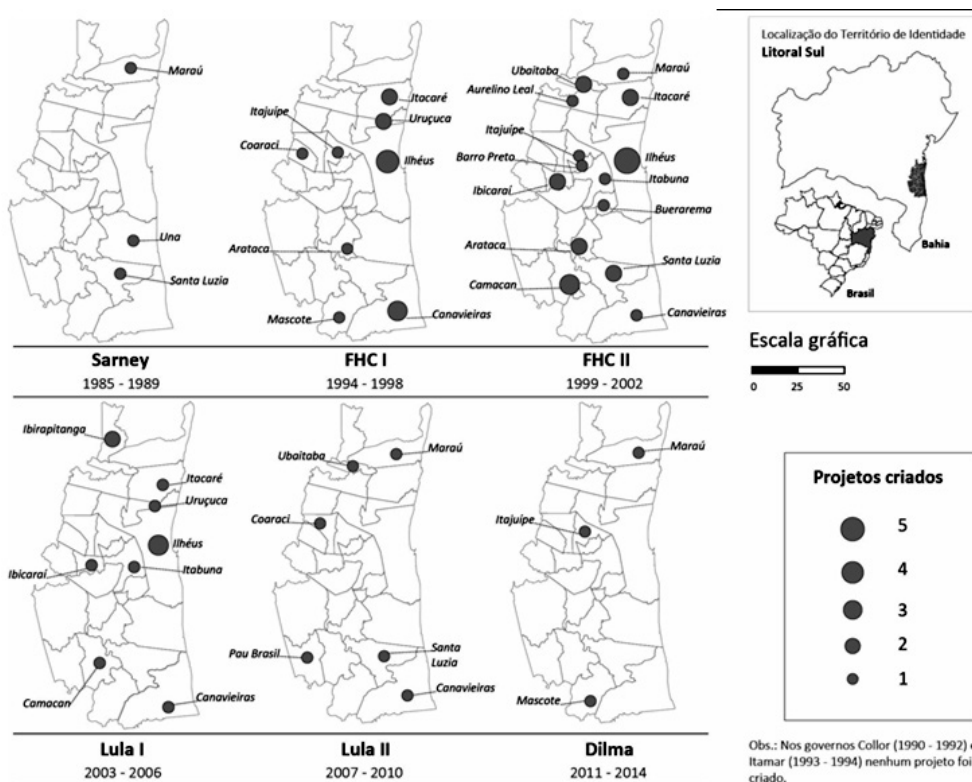 Maraú
Una
Santa Luzia
Sarney
1985 - 1989
Itacaré
Uruçuca
Itajuípe
Coaraci
Ilhéus
Arataca
Mascote
Canavieiras
FHC I
1994 - 1998
Ubaitaba
Maraú
Aurelino Leal
Itacaré
Itajuípe
Barro Preto
Ilhéus
Ibicaraí
Itabuna
Buerarema
Arataca
Santa Luzia
Camacan
Canavieiras
FHC II
1999 - 2002
Ibirapitanga
Itacaré
Uruçuca
Ilhéus
Ibicaraí
Itabuna
Camacan
Canavieiras
Lula I
2003 - 2006
Maraú
Ubaitaba
Coaraci
Pau Brasil
Santa
Luzia
Canavieiras
Lula II
2007 - 2010
Maraú
Itajuípe
Mascote
Dilma
2011 - 2014
Localização do Território de Identidade
Litoral Sul
Bahia
Brasil
Escala gráfica
0 25 50
Projetos criados
5
4
3
2
1
Obs.: Nos governos Collor (1990 - 1992) e
Itamar (1993 - 1994) nenhum projeto foi
criado.